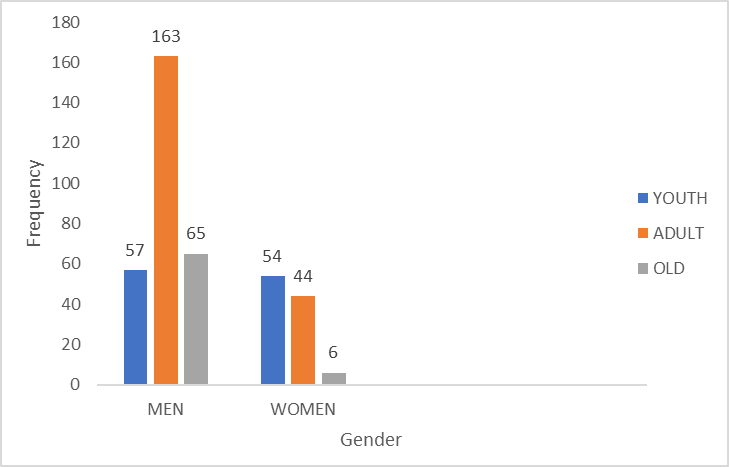 180
160
140
120
100
80
60
40
20
0
Frequency
163
57
65
54
44
6
MEN
WOMEN
Gender
YOUTH
ADULT
OLD